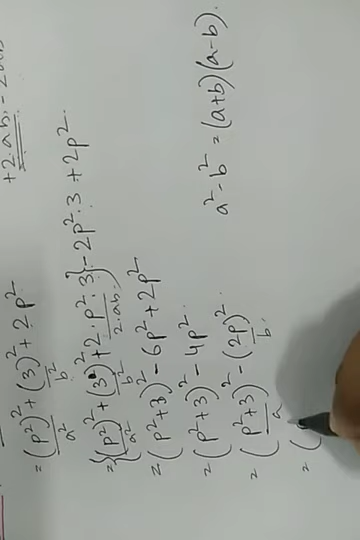 +2.ab - 2ab
= (p²)² + (3)² + 2p²
a² b²
= {(p²)² + (3)² + 2.p².3} - 2p².3 + 2p².
a² b² 2.ab.
= (p²+3)² - 6p² + 2p²
= (p²+3)² - 4p².
a² - b² = (a+b)(a-b).
= (p²+3)² - (2p)².
a b.
= (